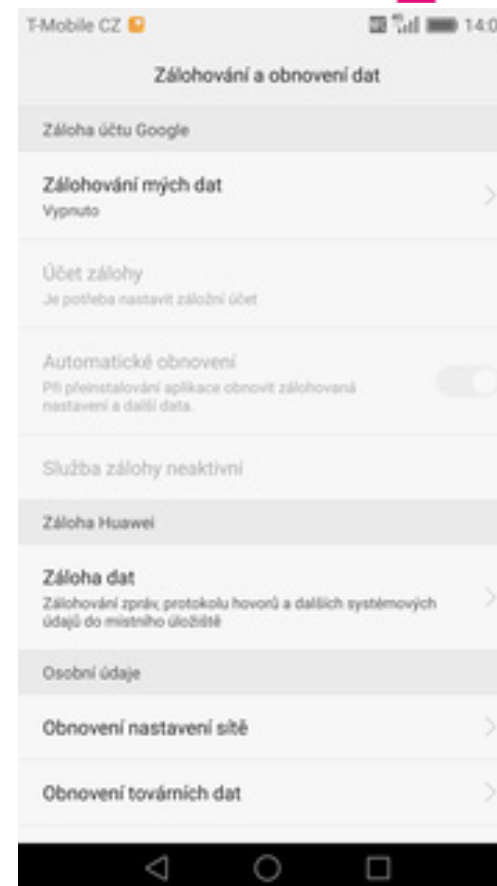 T-Mobile CZ
14:0
Zálohování a obnovení dat
Záloha účtu Google
Zálohování mých dat
Vypnuto
Účet zálohy
Je potřeba nastavit záložní účet
Automatické obnovení
Při přeinstalování aplikace obnovit zálohovaná
nastavení a další data.
Služba zálohy neaktivní
Záloha Huawei
Záloha dat
Zálohování zpráv, protokolu hovorů a dalších systémových
údajů do místního úložiště
Osobní údaje
Obnovení nastavení sítě
Obnovení továrních dat